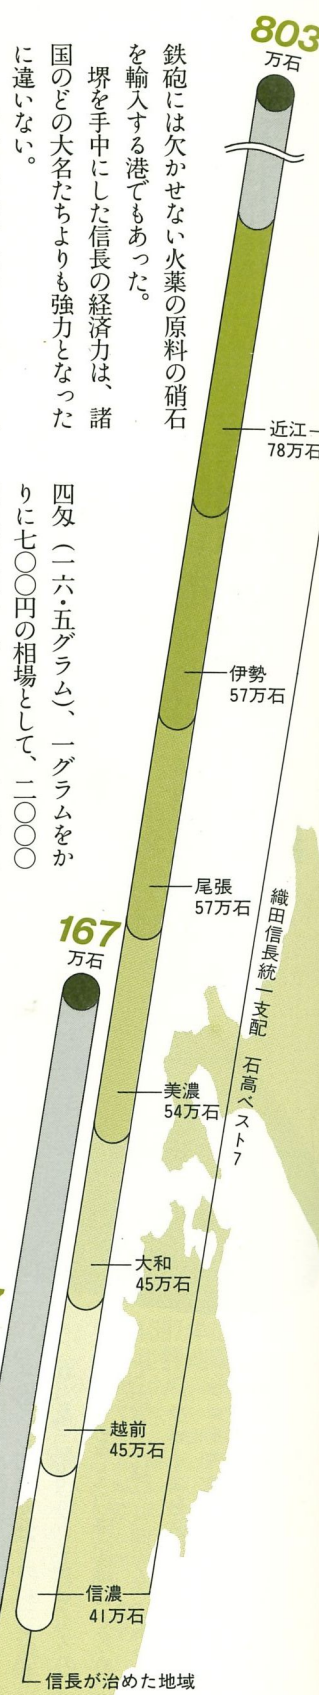 803
万石
鉄砲には欠かせない火薬の原料の硝石
を輸入する港でもあった。
堺を手中にした信長の経済力は、諸
国のどの大名たちよりも強力となった
に違いない。
四匁（一六・五グラム）、一グラムをか
りに七〇〇円の相場として、二〇〇〇
近江
78万石
伊勢
57万石
尾張
57万石
織田信長統一支配 石高ベスト7
167
万石
美濃
54万石
大和
45万石
越前
45万石
信濃
41万石
信長が治めた地域